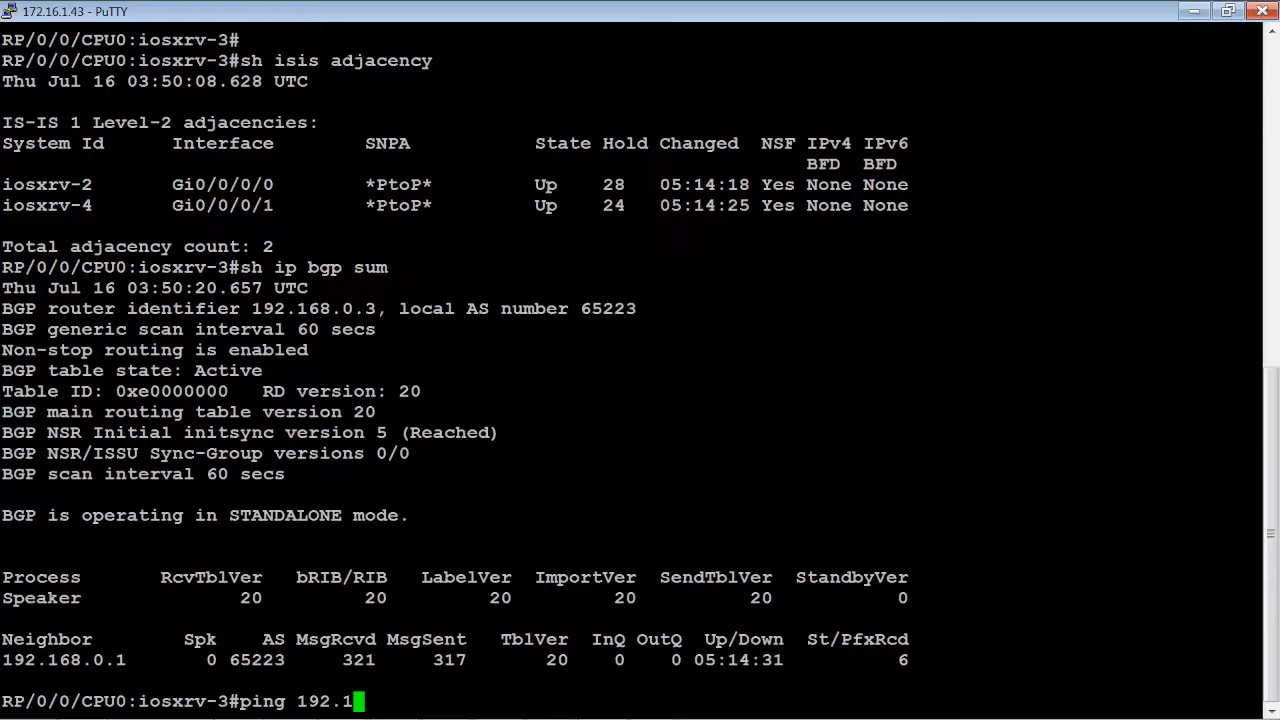 172.16.1.43 - PuTTY
RP/0/0/CPU0:iosxrv-3#
RP/0/0/CPU0:iosxrv-3#sh isis adjacency
Thu Jul 16 03:50:08.628 UTC
IS-IS 1 Level-2 adjacencies:
System Id      Interface        SNPA           State Hold Changed  NSF IPv4 IPv6
BFD  BFD
iosxrv-2       Gi0/0/0/0        *PtoP*         Up    28   05:14:18 Yes None None
iosxrv-4       Gi0/0/0/1        *PtoP*         Up    24   05:14:25 Yes None None
Total adjacency count: 2
RP/0/0/CPU0:iosxrv-3#sh ip bgp sum
Thu Jul 16 03:50:20.657 UTC
BGP router identifier 192.168.0.3, local AS number 65223
BGP generic scan interval 60 secs
Non-stop routing is enabled
BGP table state: Active
Table ID: 0xe0000000   RD version: 20
BGP main routing table version 20
BGP NSR Initial initsync version 5 (Reached)
BGP NSR/ISSU Sync-Group versions 0/0
BGP scan interval 60 secs
BGP is operating in STANDALONE mode.
Process       RcvTblVer   bRIB/RIB   LabelVer  ImportVer  SendTblVer  StandbyVer
Speaker              20         20         20         20          20           0
Neighbor        Spk    AS MsgRcvd MsgSent   TblVer  InQ OutQ  Up/Down  St/PfxRcd
192.168.0.1       0 65223     321     317       20    0    0 05:14:31          6
RP/0/0/CPU0:iosxrv-3#ping 192.1